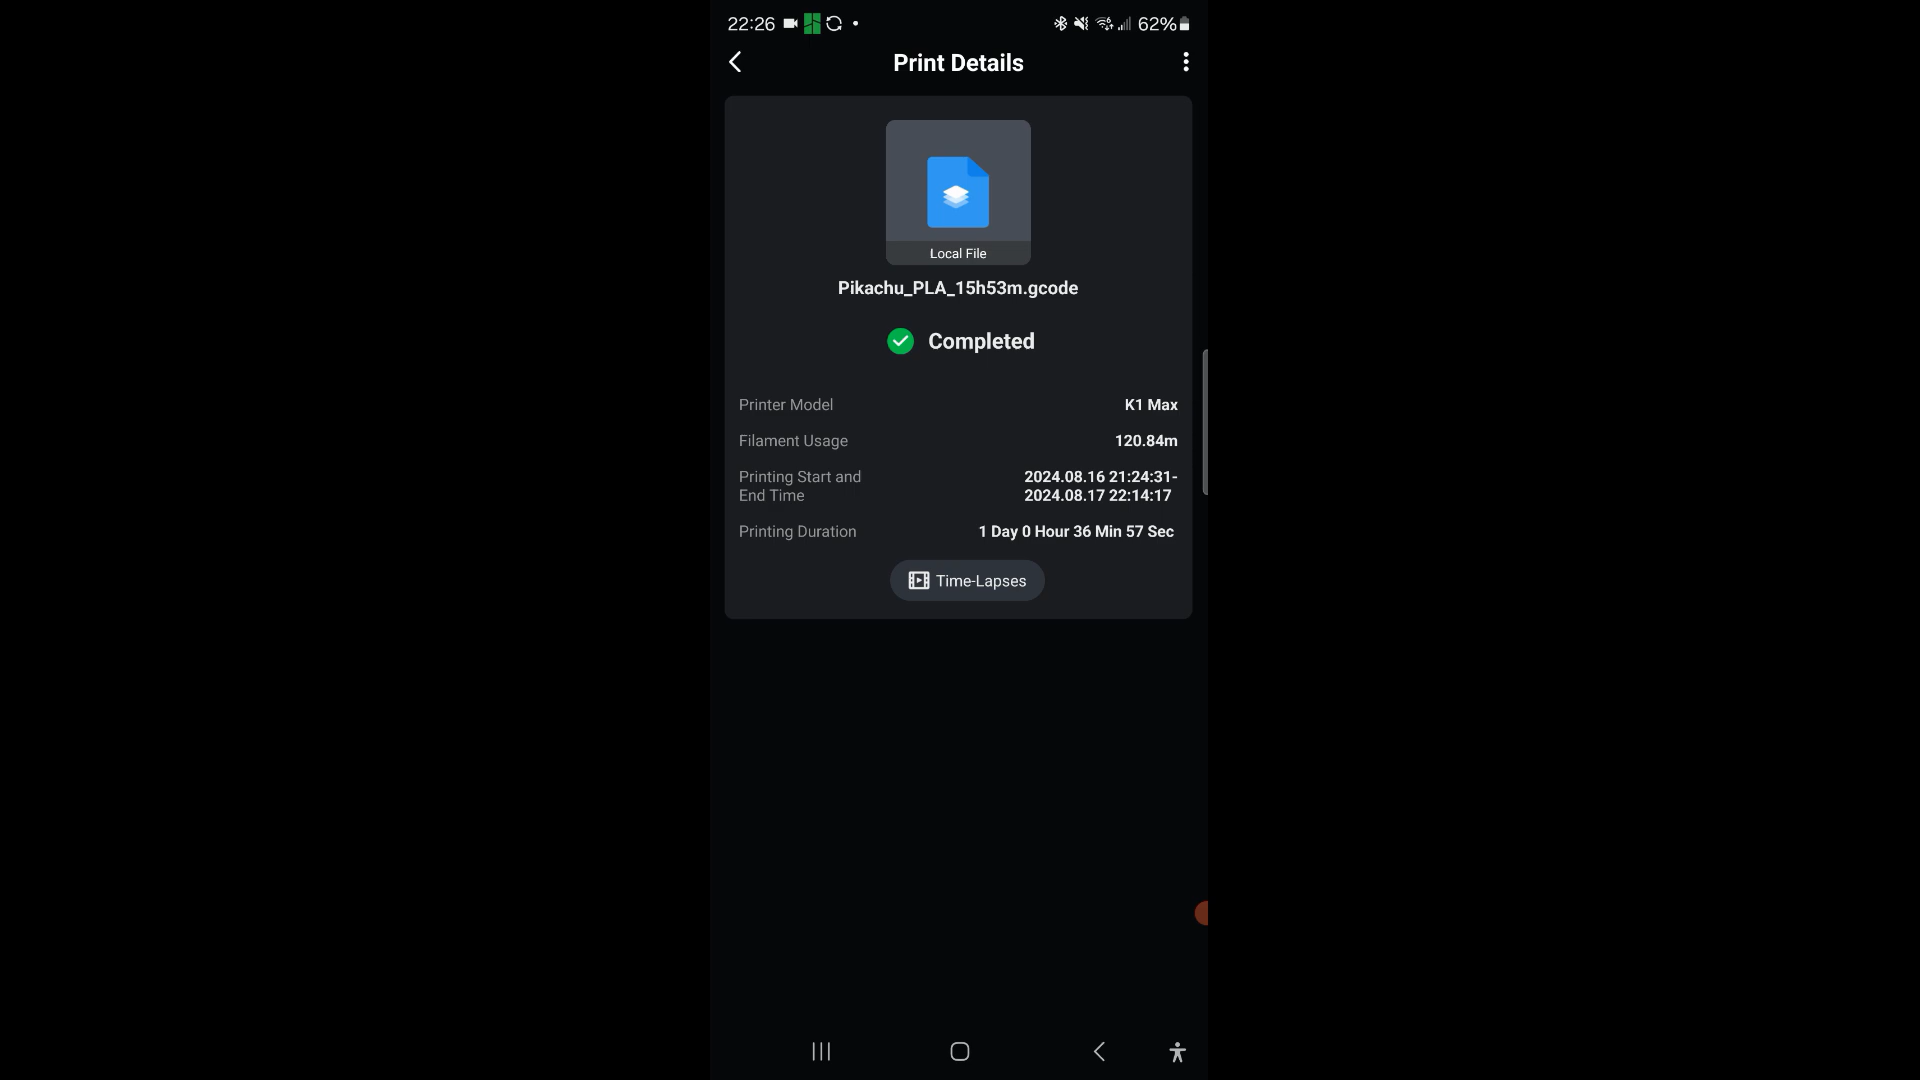 22:26
62%
Print Details
Local File
Pikachu_PLA_15h53m.gcode
Completed
Printer Model
K1 Max
Filament Usage
120.84m
Printing Start and
End Time
2024.08.16 21:24:31-
2024.08.17 22:14:17
Printing Duration
1 Day 0 Hour 36 Min 57 Sec
Time-Lapses